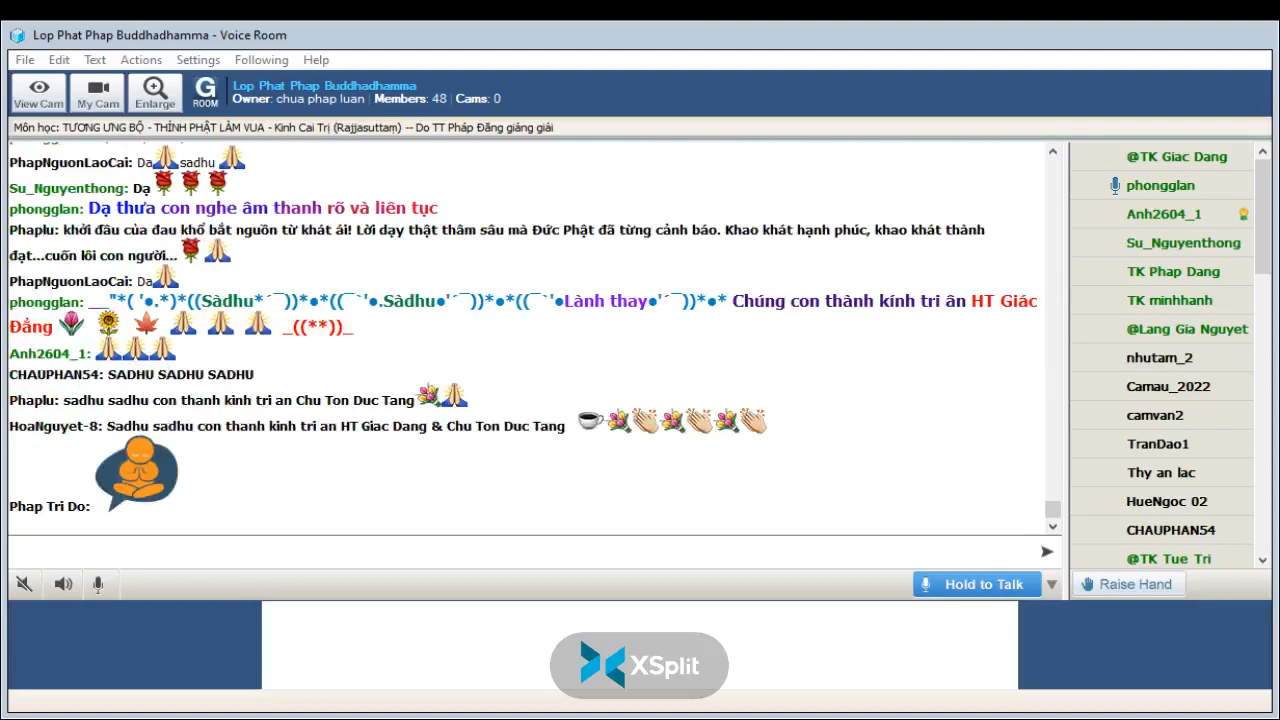 Lop Phat Phap Buddhadhamma - Voice Room
File Edit Text Actions Settings Following Help
View Cam My Cam Enlarge G ROOM
Lop Phat Phap Buddhadhamma
Owner: chua phap luan | Members: 48 | Cams: 0
Môn học: TƯƠNG ƯNG BỘ - THỈNH PHẬT LÀM VUA - Kinh Cai Trị (Rajjasuttaṃ) -- Do TT Pháp Đăng giảng giải
PhapNguonLaoCai: Da 🙏 sadhu 🙏
Su_Nguyenthong: Dạ 🌹 🌹 🌹
phongglan: Dạ thưa con nghe âm thanh rõ và liên tục
Phaplu: khởi đầu của đau khổ bắt nguồn từ khát ái! Lời dạy thật thâm sâu mà Đức Phật đã từng cảnh báo. Khao khát hạnh phúc, khao khát thành
đạt...cuốn lôi con người... 🌹 🙏
PhapNguonLaoCai: Da 🙏
phongglan: ___"*( '●.*)*((Sàdhu*´¯))*●*((¯`'●.Sàdhu●'´¯))*●*((¯`'●Lành thay●'´¯))*●* Chúng con thành kính tri ân HT Giác
Đẳng 🌷 🌻 🍁 🙏 🙏 🙏 _((**))_
Anh2604_1: 🙏🙏🙏
CHAUPHAN54: SADHU SADHU SADHU
Phaplu: sadhu sadhu con thanh kinh tri an Chu Ton Duc Tang 💐🙏
HoaNguyet-8: Sadhu sadhu con thanh kinh tri an HT Giac Dang & Chu Ton Duc Tang ☕💐👏💐👏💐👏
Phap Tri Do:
Hold to Talk
@TK Giac Dang
phongglan
Anh2604_1
Su_Nguyenthong
TK Phap Dang
TK minhhanh
@Lang Gia Nguyet
nhutam_2
Camau_2022
camvan2
TranDao1
Thy an lac
HueNgoc 02
CHAUPHAN54
@TK Tue Tri
Raise Hand
XSplit